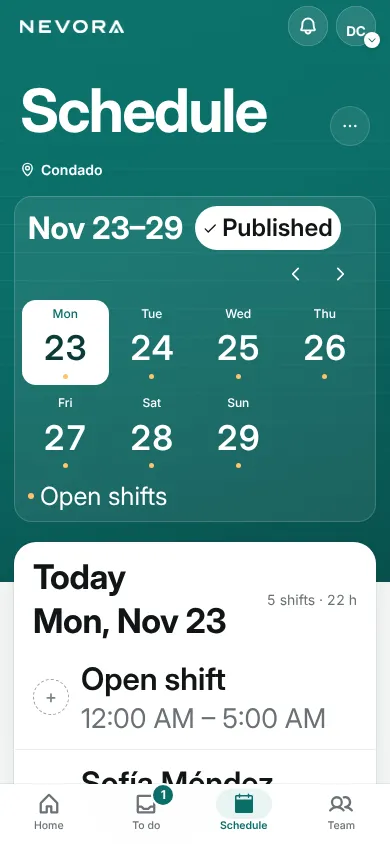 NEVORA
DC
Schedule
Condado
Nov 23–29
Published
Mon
Tue
Wed
Thu
23
24
25
26
Fri
Sat
Sun
27
28
29
Open shifts
Today
Mon, Nov 23
5 shifts · 22 h
Open shift
12:00 AM – 5:00 AM
Sofía Méndez
1
Home
To do
Schedule
Team